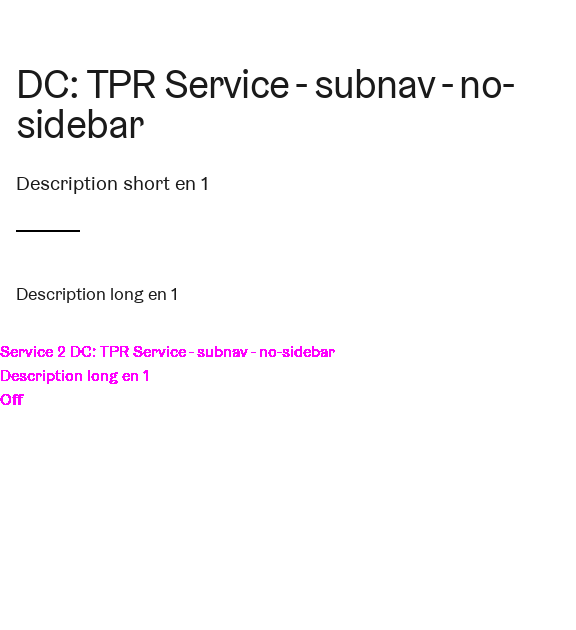 DC: TPR Service - subnav - no-
sidebar
Description short en 1
Description long en 1
Service 2 DC: TPR Service - subnav - no-sidebar
Description long en 1
Off